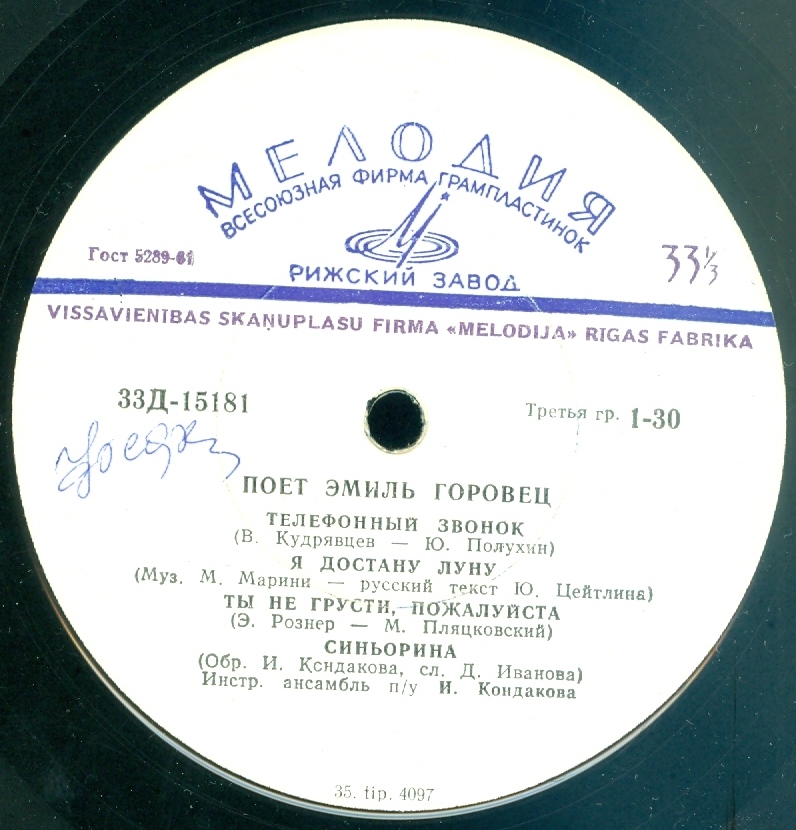 МЕЛОДИЯ
ВСЕСОЮЗНАЯ ФИРМА ГРАМПЛАСТИНОК
Гост 5289-61
33⅓
РИЖСКИЙ ЗАВОД
VISSAVIENĪBAS SKAŅUPLAŠU FIRMA «MELODIJA» RĪGAS FABRIKA
33Д-15181
Третья гр. 1-30
ПОЕТ ЭМИЛЬ ГОРОВЕЦ
ТЕЛЕФОННЫЙ ЗВОНОК
(В. Кудрявцев — Ю. Полухин)
Я ДОСТАНУ ЛУНУ
(Муз. М. Марини — русский текст Ю. Цейтлина)
ТЫ НЕ ГРУСТИ, ПОЖАЛУЙСТА
(Э. Рознер — М. Пляцковский)
СИНЬОРИНА
(Обр. И. Кондакова, сл. Д. Иванова)
Инстр. ансамбль п/у И. Кондакова
35. tip. 4097